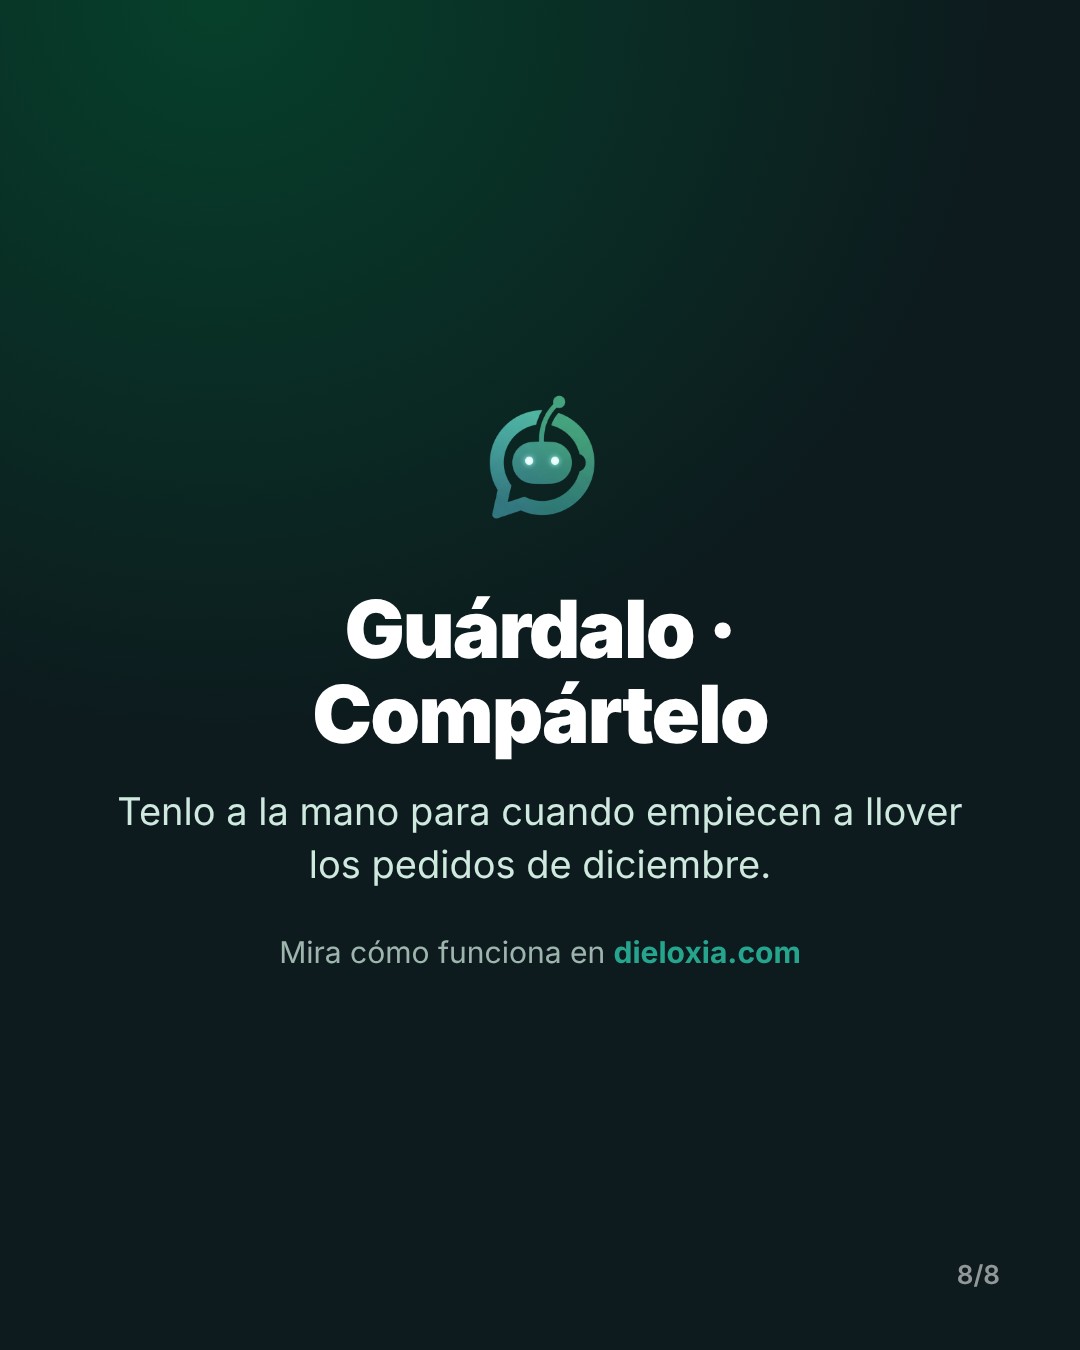 Guárdalo ·
Compártelo
Tenlo a la mano para cuando empiecen a llover
los pedidos de diciembre.
Mira cómo funciona en dieloxia.com
8/8